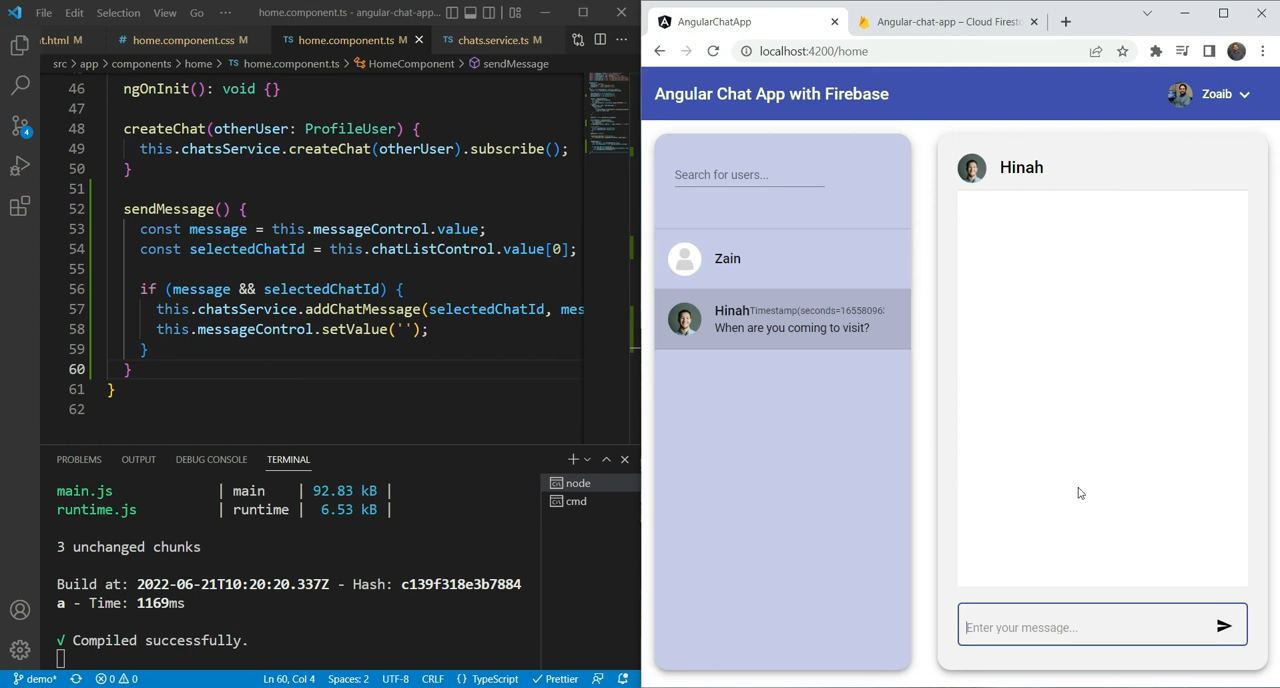 File Edit Selection View Go ··· home.component.ts - angular-chat-app...
t.html M # home.component.css M TS home.component.ts M TS chats.service.ts M
src > app > components > home > TS home.component.ts > HomeComponent > sendMessage
46 ngOnInit(): void {}
47
48 createChat(otherUser: ProfileUser) {
49 this.chatsService.createChat(otherUser).subscribe();
50 }
51
52 sendMessage() {
53 const message = this.messageControl.value;
54 const selectedChatId = this.chatListControl.value[0];
55
56 if (message && selectedChatId) {
57 this.chatsService.addChatMessage(selectedChatId, mes
58 this.messageControl.setValue('');
59 }
60 }
61 }
62
PROBLEMS OUTPUT DEBUG CONSOLE TERMINAL
main.js | main | 92.83 kB |
runtime.js | runtime | 6.53 kB |
3 unchanged chunks
Build at: 2022-06-21T10:20:20.337Z - Hash: c139f318e3b7884
a - Time: 1169ms
√ Compiled successfully.
node
cmd
4
demo* 0 0 Ln 60, Col 4 Spaces: 2 UTF-8 CRLF {} TypeScript Prettier
AngularChatApp Angular-chat-app – Cloud Firest
localhost:4200/home
Angular Chat App with Firebase
Zoaib
Search for users...
Zain
Hinah Timestamp(seconds=16558096
When are you coming to visit?
Hinah
Enter your message...